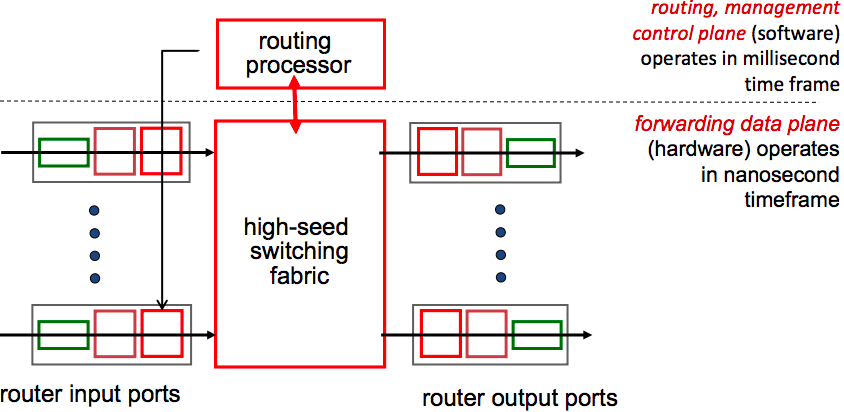 routing
processor
routing, management
control plane (software)
operates in millisecond
time frame
forwarding data plane
(hardware) operates
in nanosecond
timeframe
high-seed
switching
fabric
router input ports
router output ports